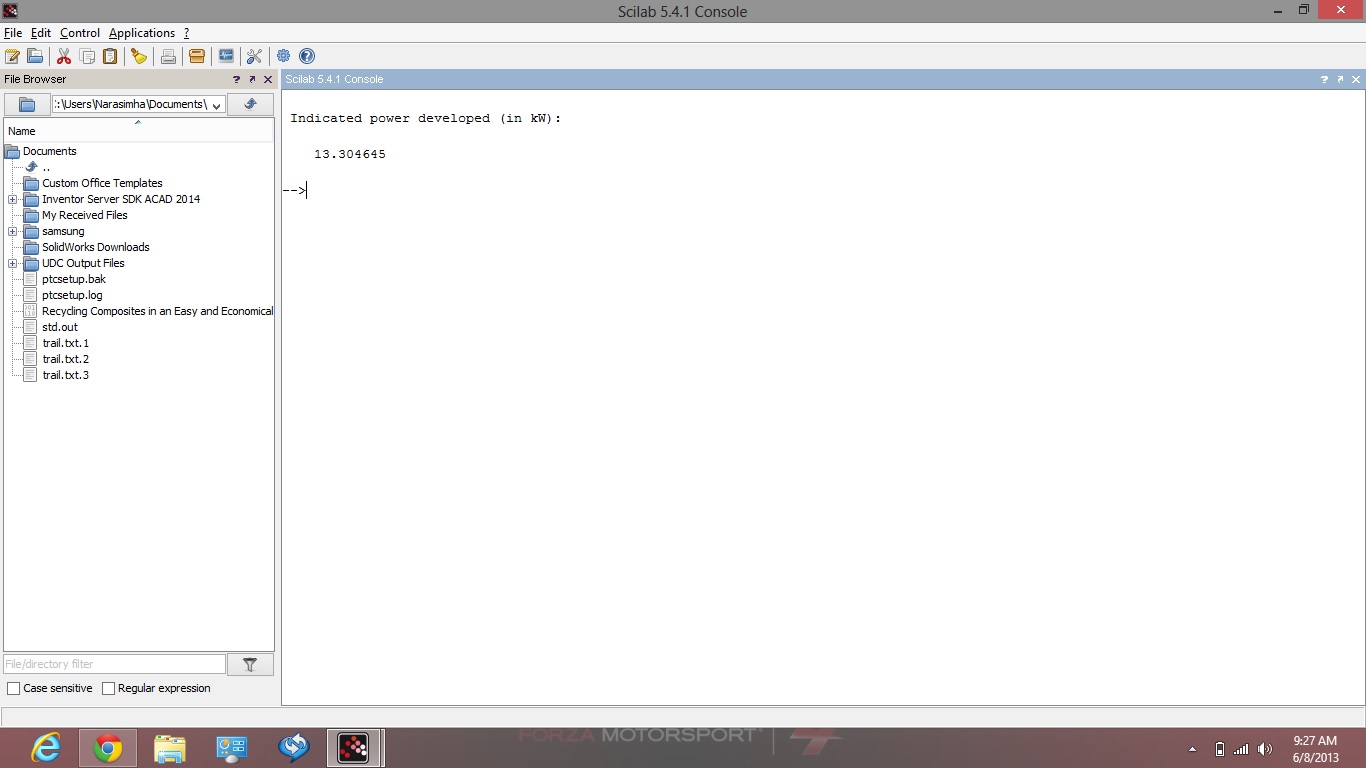 Scilab 5.4.1 Console
File Edit Control Applications ?
File Browser ? 
Scilab 5.4.1 Console ?
:\Users\Narasimha\Documents\
Name
Documents
..
Custom Office Templates
Inventor Server SDK ACAD 2014
My Received Files
samsung
SolidWorks Downloads
UDC Output Files
ptcsetup.bak
ptcsetup.log
Recycling Composites in an Easy and Economical
std.out
trail.txt.1
trail.txt.2
trail.txt.3
File/directory filter
Case sensitive Regular expression
Indicated power developed (in kW):
13.304645
-->
FORZA MOTORSPORT
9:27 AM
6/8/2013